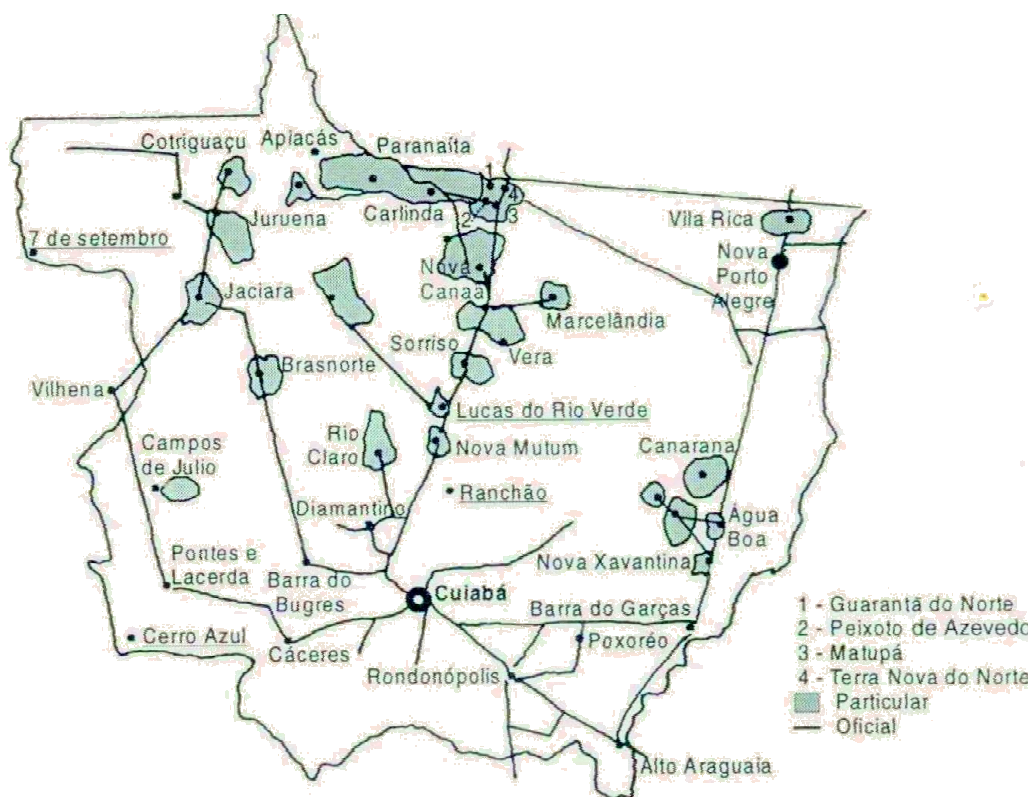 Cotriguaçu
Apiacás
Paranaíta
Juruena
Carlinda
1
4
2
3
Vila Rica
7 de setembro
Nova
Porto
Alegre
Nova
Canaã
Jaciara
Marcelândia
Sorriso
Vera
Brasnorte
Vilhena
Lucas do Rio Verde
Rio
Claro
Nova Mutum
Canarana
Campos
de Julio
Ranchão
Diamantino
Água
Boa
Nova Xavantina
Pontes e
Lacerda
Barra do
Bugres
Cuiabá
Barra do Garças
Cerro Azul
Cáceres
Poxoréo
Rondonópolis
Alto Araguaia
1 - Guarantã do Norte
2 - Peixoto de Azevedo
3 - Matupá
4 - Terra Nova do Norte
Particular
Oficial